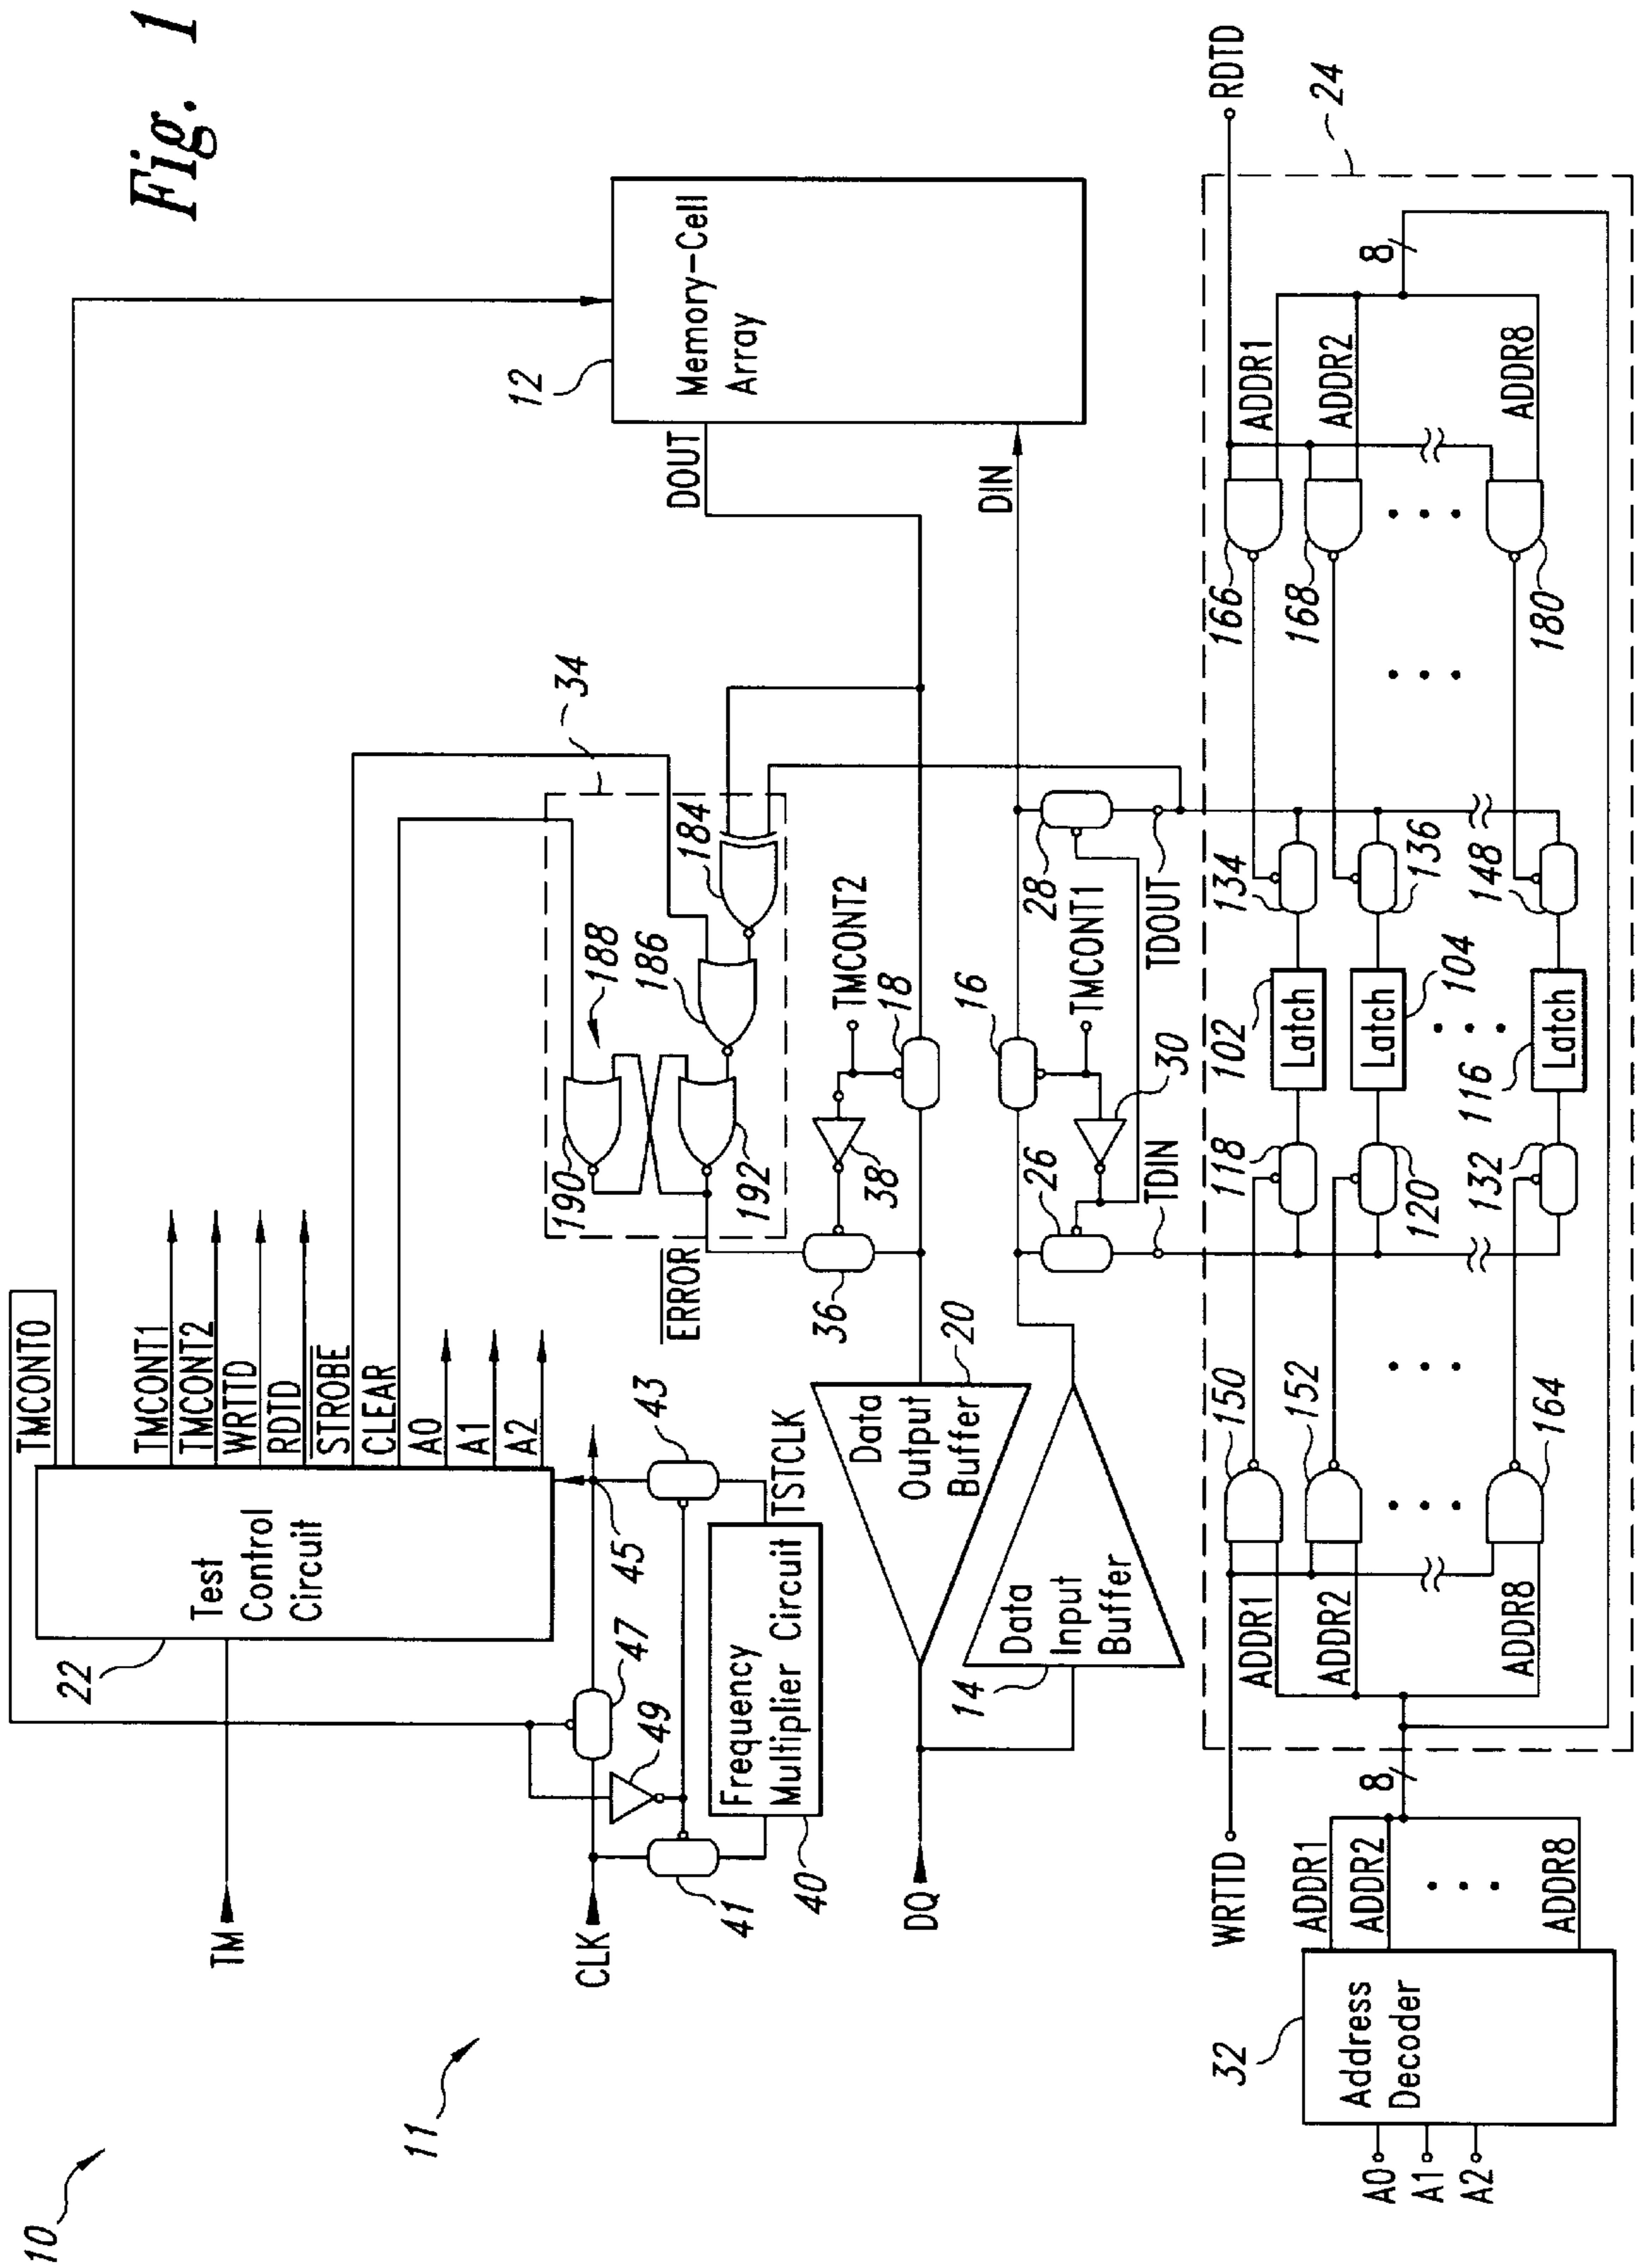 Fig. 1
10
11
TM
22
Test
Control
Circuit
TMCONT0
TMCONT1
TMCONT2
WRTTD
RDTD
STROBE
CLEAR
A0
A1
A2
12
Memory-Cell
Array
DOUT
DIN
CLK
47
49
41
43
45
40
Frequency
Multiplier Circuit
TSTCLK
34
184
186
188
190
192
ERROR
36
38
TMCONT2
18
DQ
Data
Output
Buffer
20
14
Data
Input
Buffer
16
26
28
30
TMCONT1
TDIN
TDOUT
24
WRTTD
RDTD
32
Address
Decoder
A0
A1
A2
ADDR1
ADDR2
ADDR8
8
ADDR1
ADDR2
ADDR8
150
152
164
118
120
132
102
Latch
104
Latch
116
Latch
134
136
148
166
168
180
ADDR1
ADDR2
ADDR8
8